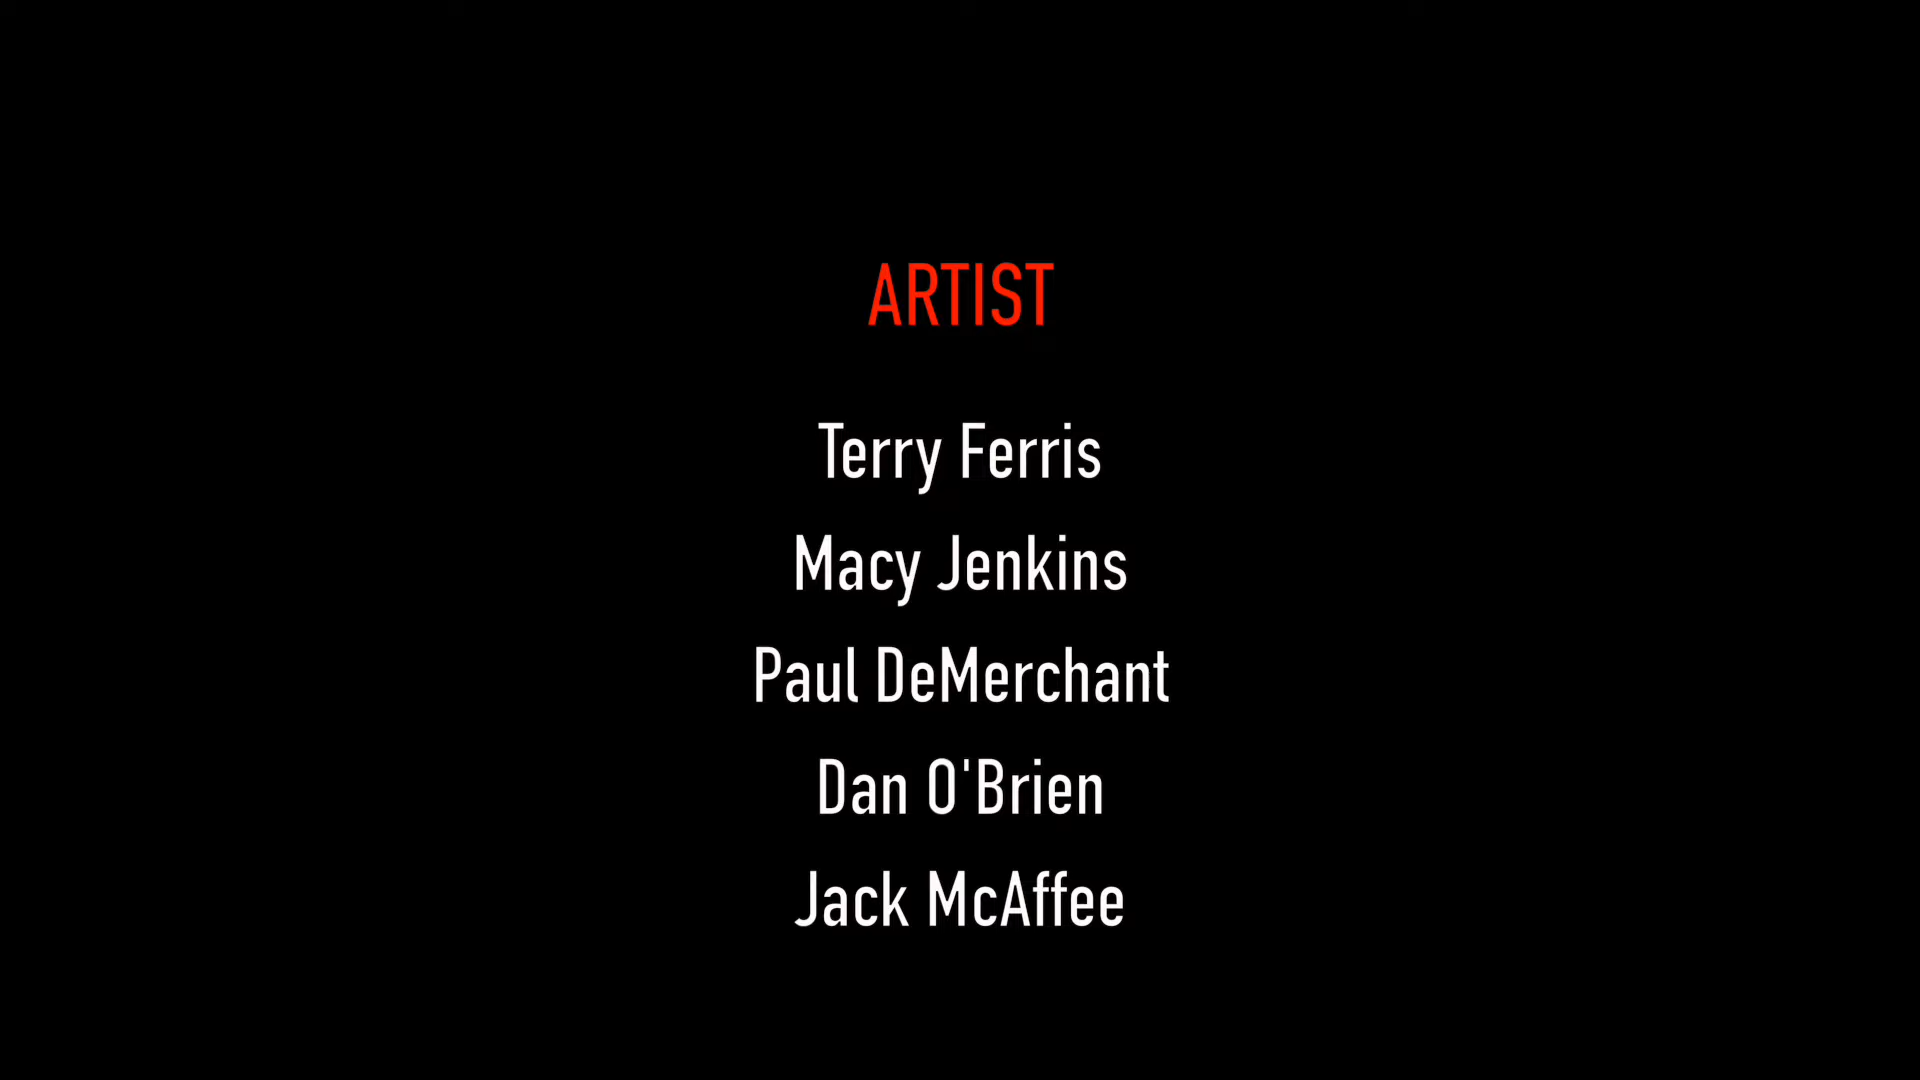 ARTIST
Terry Ferris
Macy Jenkins
Paul DeMerchant
Dan O'Brien
Jack McAffee